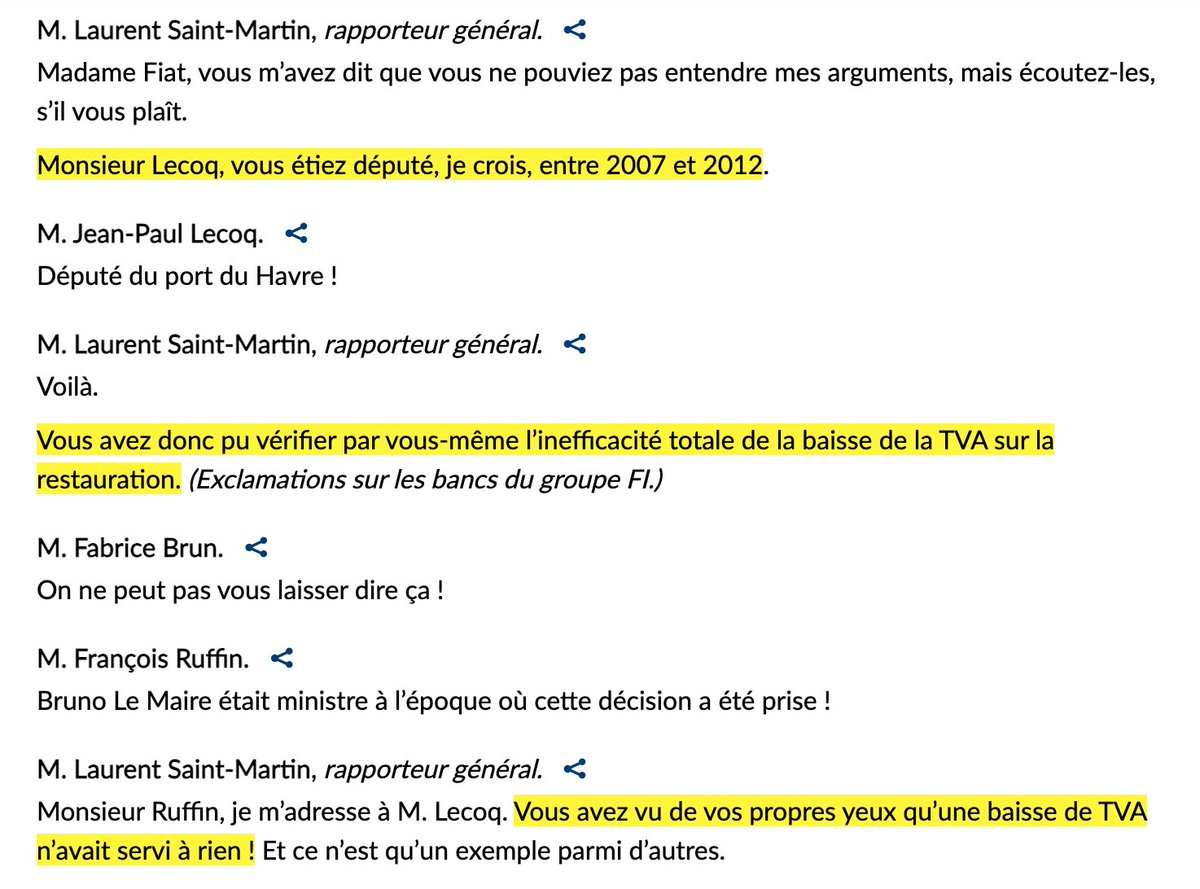 M. Laurent Saint-Martin, rapporteur général.
Madame Fiat, vous m’avez dit que vous ne pouviez pas entendre mes arguments, mais écoutez-les,
s’il vous plaît.
Monsieur Lecoq, vous étiez député, je crois, entre 2007 et 2012.
M. Jean-Paul Lecoq.
Député du port du Havre !
M. Laurent Saint-Martin, rapporteur général.
Voilà.
Vous avez donc pu vérifier par vous-même l’inefficacité totale de la baisse de la TVA sur la
restauration. (Exclamations sur les bancs du groupe FI.)
M. Fabrice Brun.
On ne peut pas vous laisser dire ça !
M. François Ruffin.
Bruno Le Maire était ministre à l’époque où cette décision a été prise !
M. Laurent Saint-Martin, rapporteur général.
Monsieur Ruffin, je m’adresse à M. Lecoq. Vous avez vu de vos propres yeux qu’une baisse de TVA
n’avait servi à rien ! Et ce n’est qu’un exemple parmi d’autres.